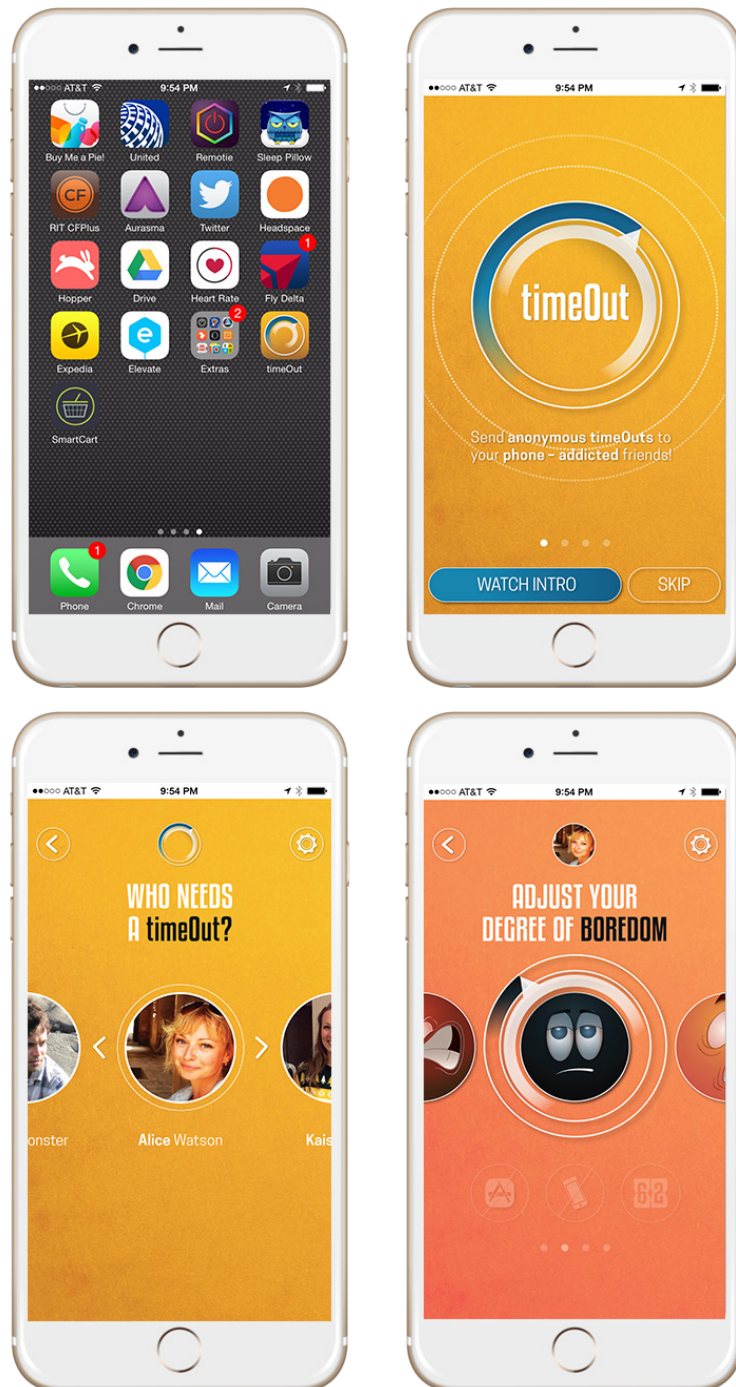 AT&T 9:54 PM
Buy Me a Pie! United Remotie Sleep Pillow
CF
RIT CFPlus Aurasma Twitter Headspace
1
Hopper Drive Heart Rate Fly Delta
2
Expedia Elevate Extras timeOut
SmartCart
1
Phone Chrome Mail Camera
AT&T 9:54 PM
timeOut
Send anonymous timeOuts to
your phone – addicted friends!
WATCH INTRO SKIP
AT&T 9:54 PM
WHO NEEDS
A timeOut?
onster Alice Watson Kais
AT&T 9:54 PM
ADJUST YOUR
DEGREE OF BOREDOM
62